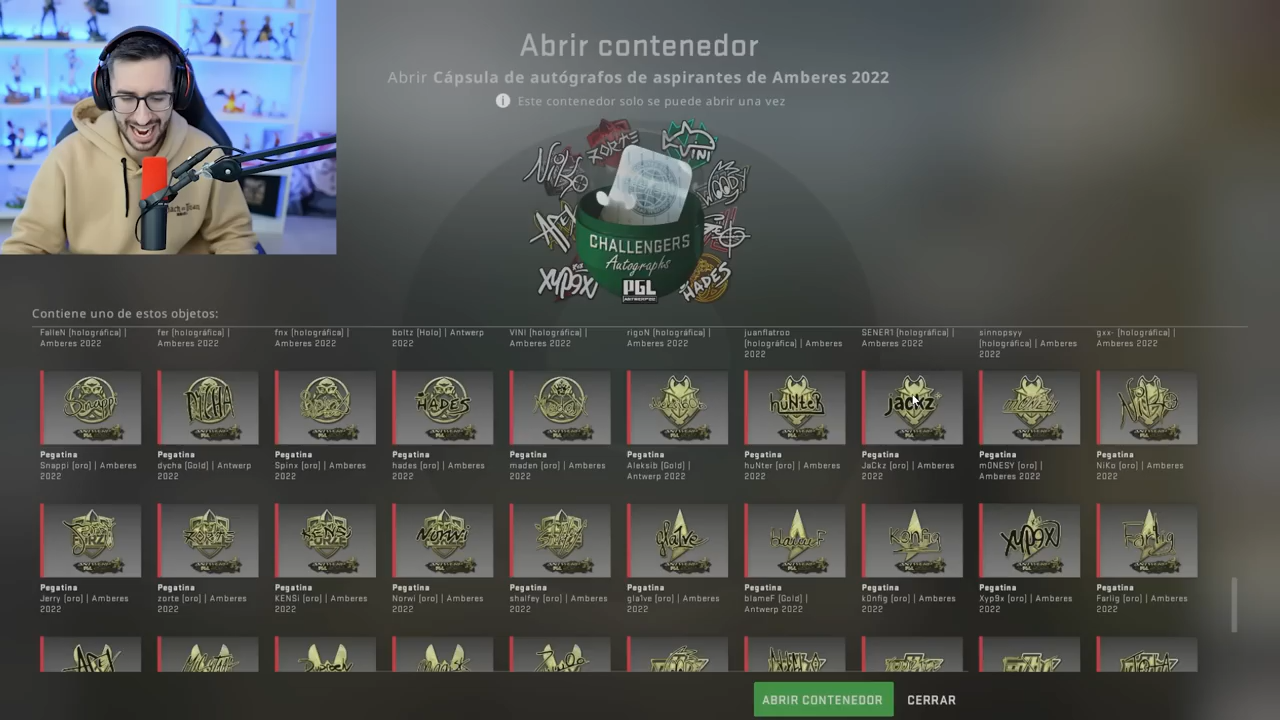 Abrir contenedor
Abrir Cápsula de autógrafos de aspirantes de Amberes 2022
Este contenedor solo se puede abrir una vez
NiKo
ZORTE
VINI
WOODY
APEX
XYP9X
HADES
CHALLENGERS
Autographs
PGL
ANTWERP2022
Contiene uno de estos objetos:
FalleN (holográfica) | Amberes 2022
fer (holográfica) | Amberes 2022
fnx (holográfica) | Amberes 2022
boltz (Holo) | Antwerp 2022
VINI (holográfica) | Amberes 2022
rigoN (holográfica) | Amberes 2022
juanflatroo (holográfica) | Amberes 2022
SENER1 (holográfica) | Amberes 2022
sinnopsyy (holográfica) | Amberes 2022
gxx- (holográfica) | Amberes 2022
Pegatina
Snappi (oro) | Amberes 2022
Pegatina
dycha (Gold) | Antwerp 2022
Pegatina
Spinx (oro) | Amberes 2022
Pegatina
hades (oro) | Amberes 2022
Pegatina
maden (oro) | Amberes 2022
Pegatina
Aleksib (Gold) | Antwerp 2022
Pegatina
huNter (oro) | Amberes 2022
Pegatina
JaCkz (oro) | Amberes 2022
Pegatina
m0NESY (oro) | Amberes 2022
Pegatina
NiKo (oro) | Amberes 2022
Pegatina
Jerry (oro) | Amberes 2022
Pegatina
zorte (oro) | Amberes 2022
Pegatina
KENSi (oro) | Amberes 2022
Pegatina
Norwi (oro) | Amberes 2022
Pegatina
shalfey (oro) | Amberes 2022
Pegatina
gla1ve (oro) | Amberes 2022
Pegatina
blameF (Gold) | Antwerp 2022
Pegatina
k0nfig (oro) | Amberes 2022
Pegatina
Xyp9x (oro) | Amberes 2022
Pegatina
Farlig (oro) | Amberes 2022
ABRIR CONTENEDOR
CERRAR